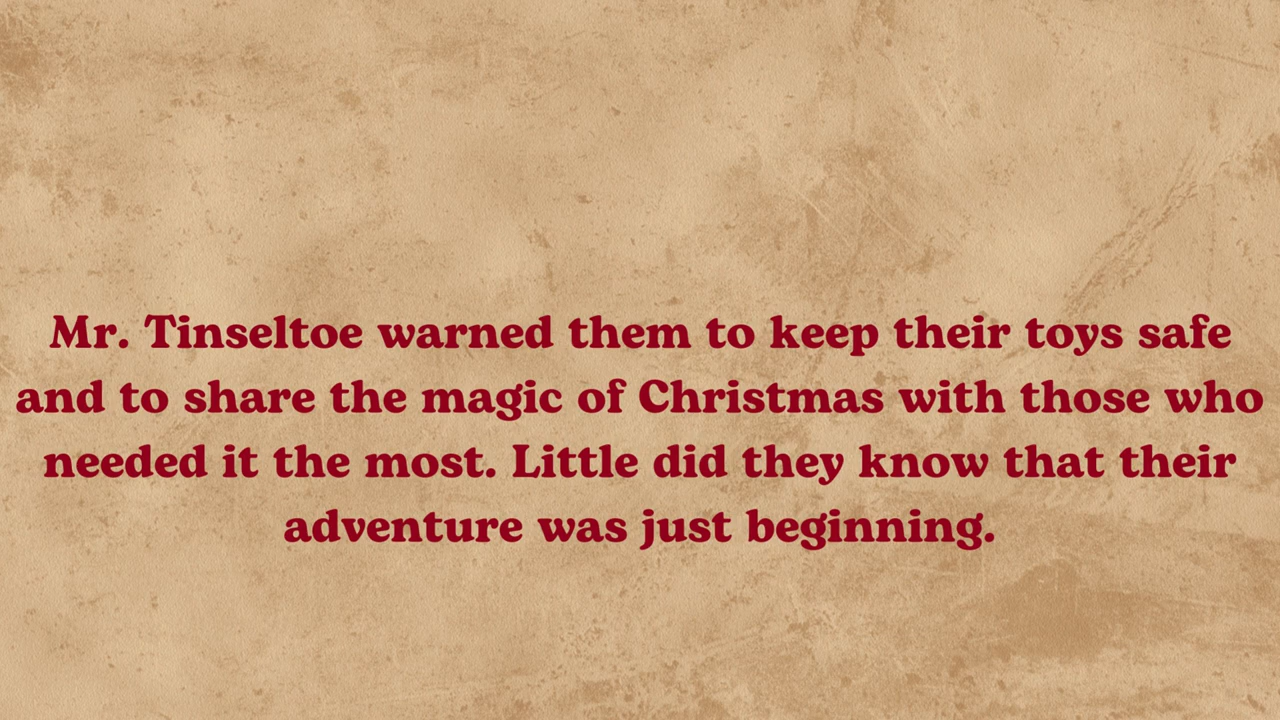 Mr. Tinseltoe warned them to keep their toys safe
and to share the magic of Christmas with those who
needed it the most. Little did they know that their
adventure was just beginning.